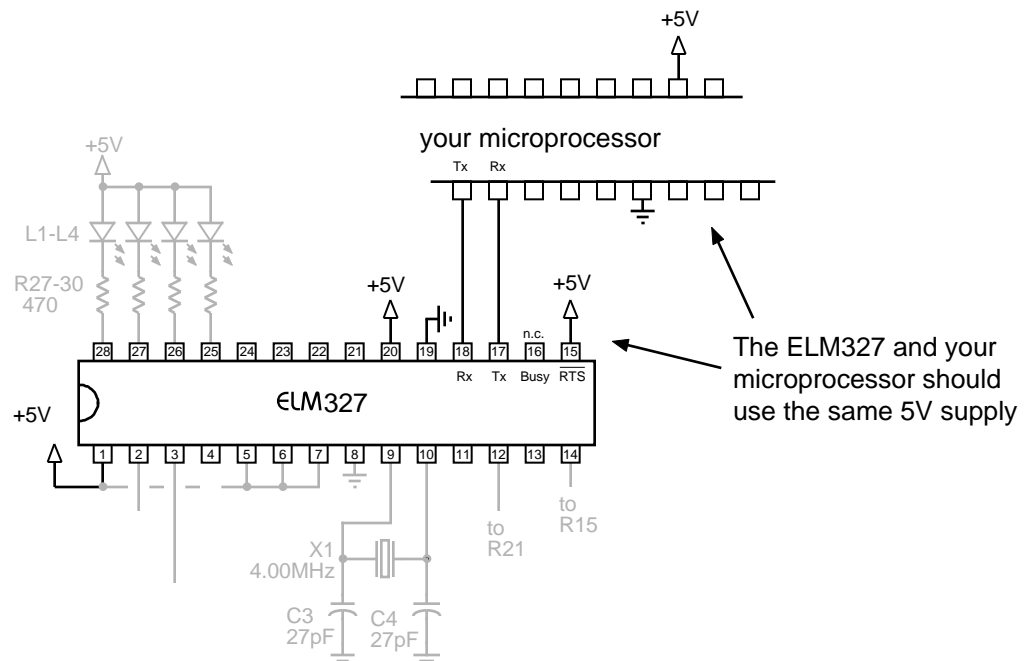 +5V
your microprocessor
Tx Rx
+5V
L1-L4
R27-30
470
+5V
+5V
n.c.
28 27 26 25 24 23 22 21 20 19 18 17 16 15
Rx Tx Busy RTS
ELM327
The ELM327 and your
microprocessor should
use the same 5V supply
+5V
1 2 3 4 5 6 7 8 9 10 11 12 13 14
to
R21
to
R15
X1
4.00MHz
C3
27pF
C4
27pF